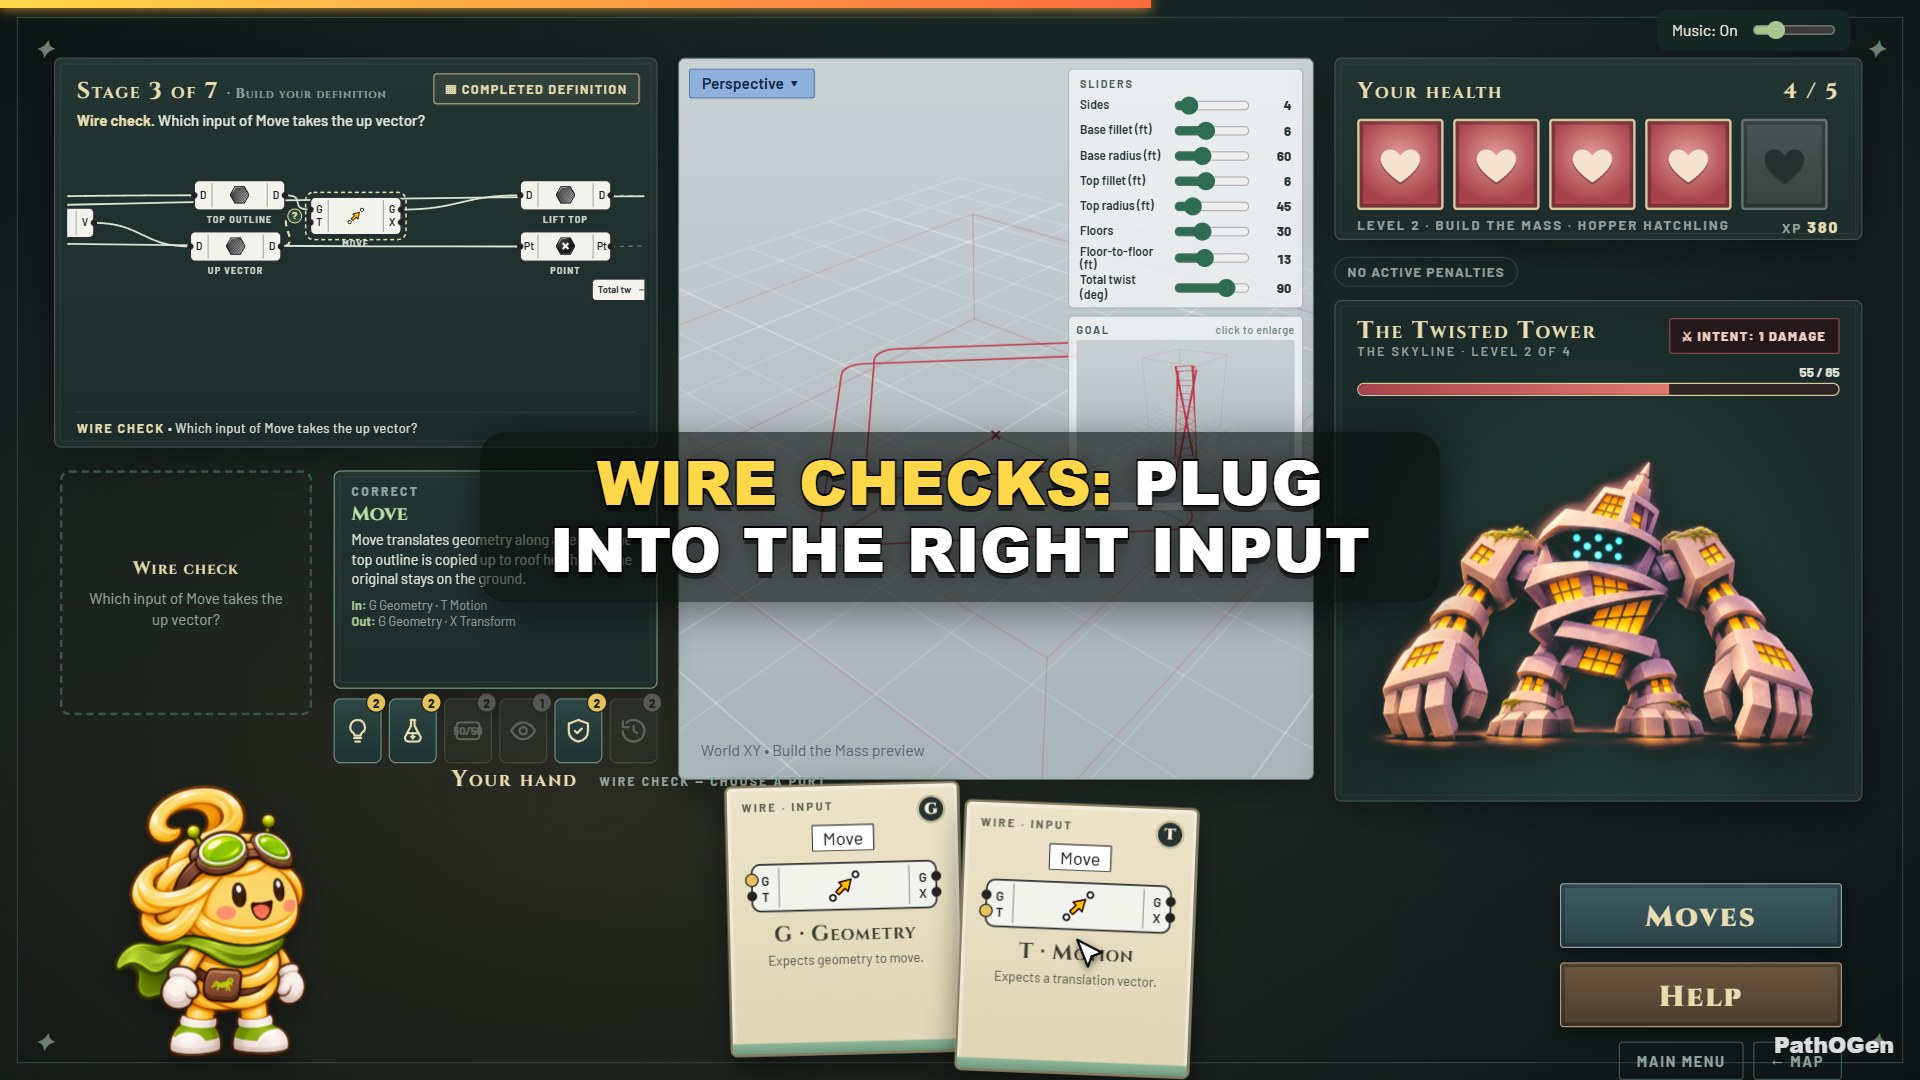 Music: On
STAGE 3 OF 7 · BUILD YOUR DEFINITION
COMPLETED DEFINITION
Wire check. Which input of Move takes the up vector?
D D
TOP OUTLINE
V
D D
UP VECTOR
?
G G
T X
MOVE
D D
LIFT TOP
Pt Pt
POINT
Total tw
WIRE CHECK • Which input of Move takes the up vector?
WIRE CHECK
Which input of Move takes the
up vector?
CORRECT
MOVE
Move translates geometry along
top outline is copied up to roof
original stays on the ground.
In: G Geometry · T Motion
Out: G Geometry · X Transform
2
2
2
50/50
1
2
2
Perspective ▼
SLIDERS
Sides 4
Base fillet (ft) 6
Base radius (ft) 60
Top fillet (ft) 6
Top radius (ft) 45
Floors 30
Floor-to-floor (ft) 13
Total twist (deg) 90
GOAL click to enlarge
World XY • Build the Mass preview
WIRE CHECKS: PLUG
INTO THE RIGHT INPUT
YOUR HEALTH 4 / 5
LEVEL 2 · BUILD THE MASS · HOPPER HATCHLING
XP 380
NO ACTIVE PENALTIES
THE TWISTED TOWER
THE SKYLINE · LEVEL 2 OF 4
INTENT: 1 DAMAGE
55 / 85
YOUR HAND WIRE CHECK — CHOOSE A PORT
WIRE · INPUT G
Move
G G
T X
G · GEOMETRY
Expects geometry to move.
WIRE · INPUT T
Move
G G
T X
T · MOTION
Expects a translation vector.
MOVES
HELP
MAIN MENU
← MAP
PathOGen